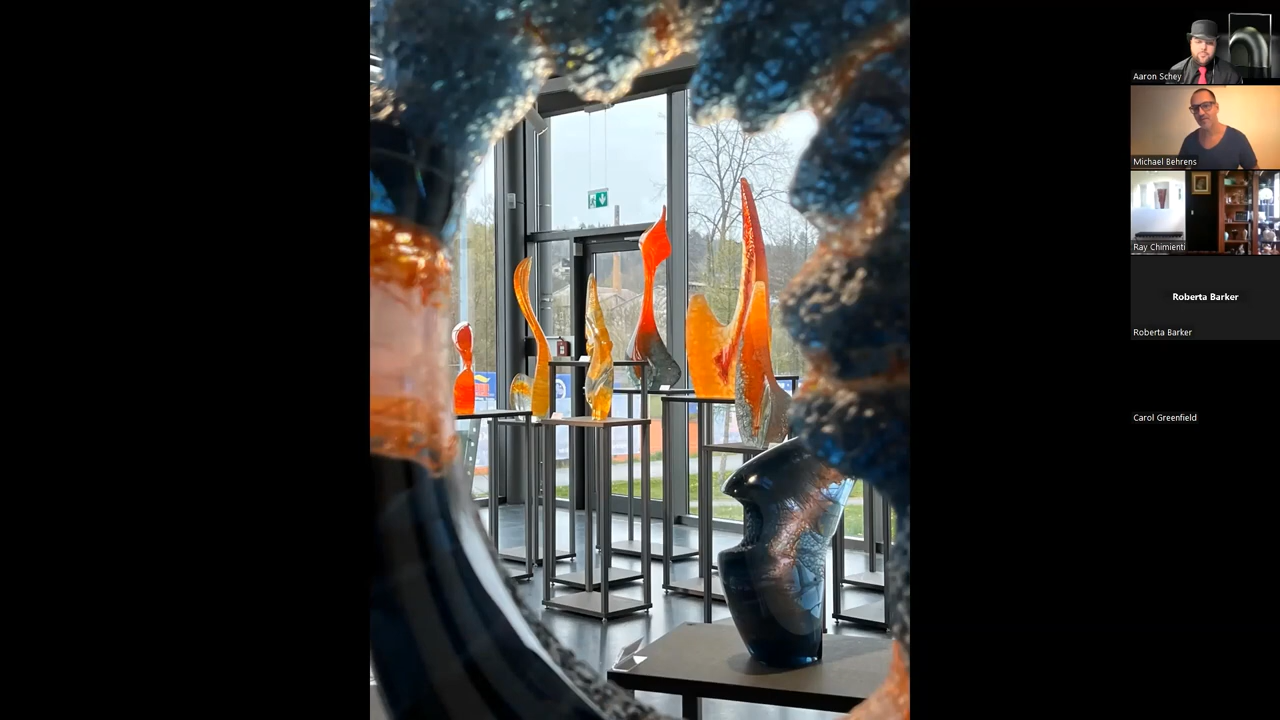 Aaron Schey
Michael Behrens
Ray Chimienti
Roberta Barker
Roberta Barker
Carol Greenfield